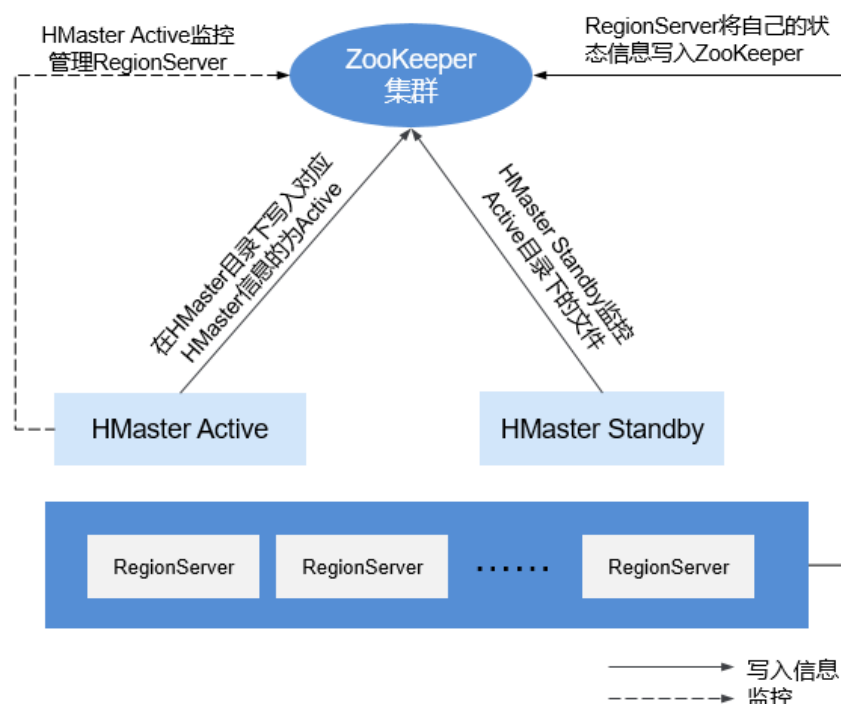 HMaster Active监控
管理RegionServer
ZooKeeper
集群
RegionServer将自己的状
态信息写入ZooKeeper
在HMaster目录下写入对应
HMaster信息的为Active
HMaster Standby监控
Active目录下的文件
HMaster Active
HMaster Standby
RegionServer
RegionServer
······
RegionServer
写入信息
监控